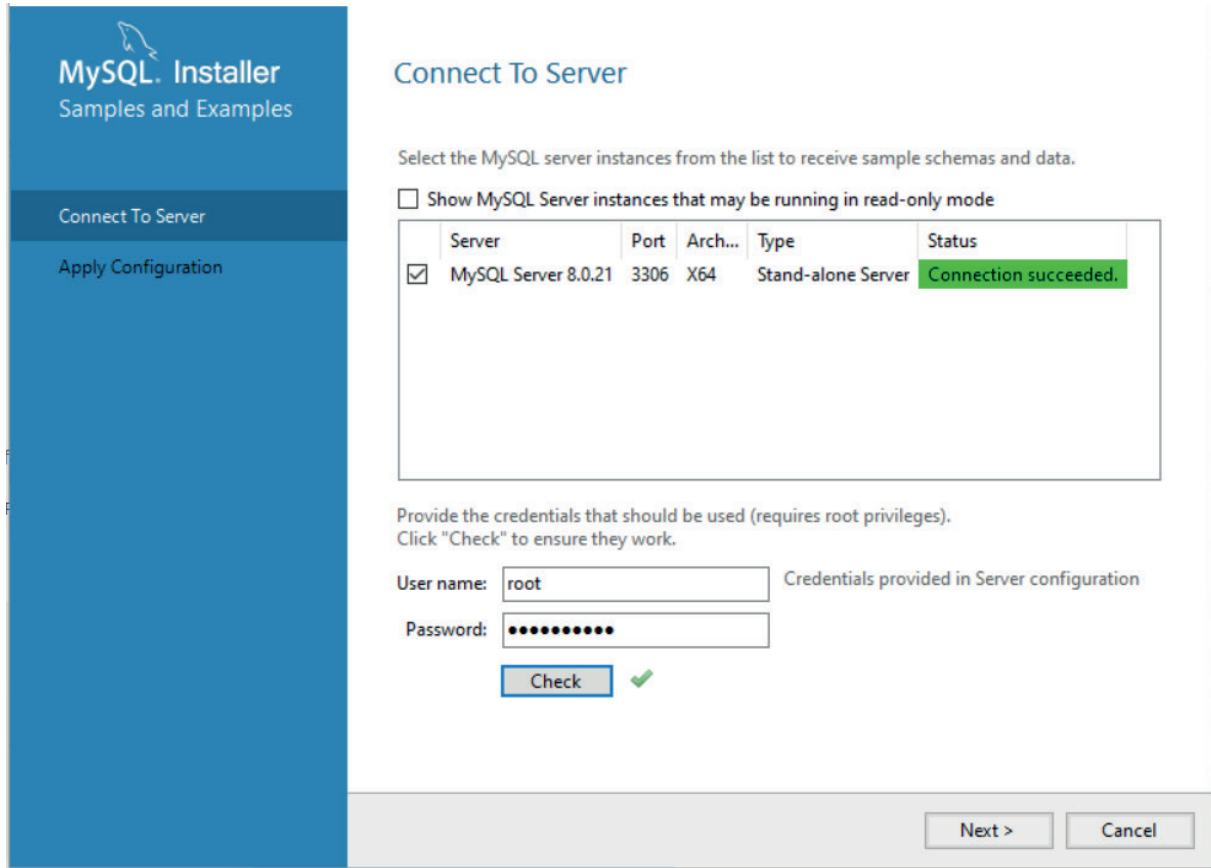 MySQL. Installer
Samples and Examples
Connect To Server
Apply Configuration
Connect To Server
Select the MySQL server instances from the list to receive sample schemas and data.
Show MySQL Server instances that may be running in read-only mode
Server Port Arch... Type Status
MySQL Server 8.0.21 3306 X64 Stand-alone Server Connection succeeded.
Provide the credentials that should be used (requires root privileges).
Click "Check" to ensure they work.
User name: root Credentials provided in Server configuration
Password: ●●●●●●●●●●
Check
Next > Cancel